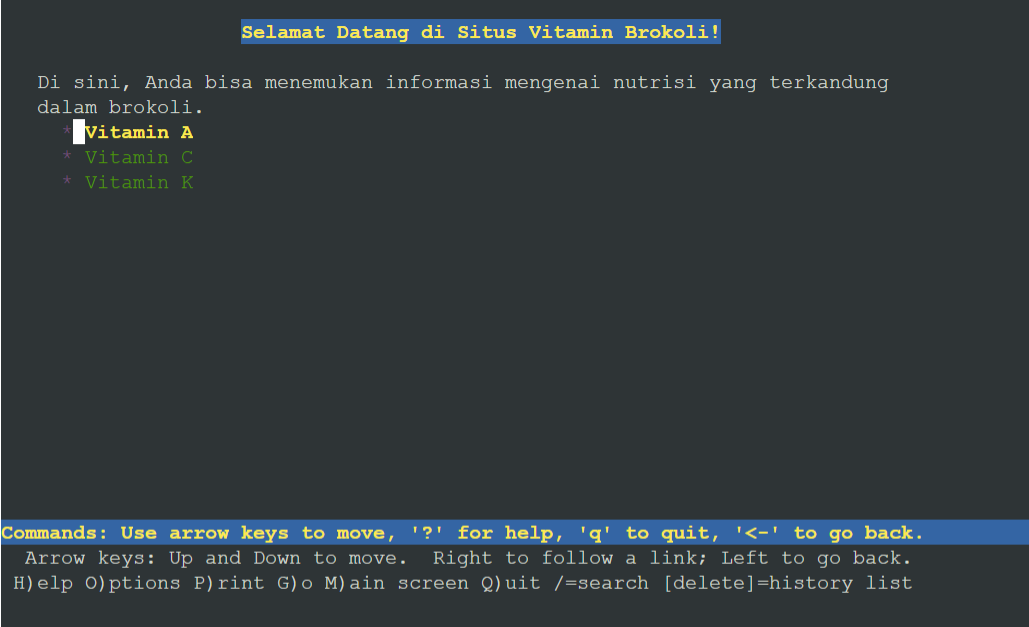 Selamat Datang di Situs Vitamin Brokoli!
Di sini, Anda bisa menemukan informasi mengenai nutrisi yang terkandung
dalam brokoli.
* Vitamin A
* Vitamin C
* Vitamin K
Commands: Use arrow keys to move, '?' for help, 'q' to quit, '<-' to go back.
Arrow keys: Up and Down to move.  Right to follow a link; Left to go back.
H)elp O)ptions P)rint G)o M)ain screen Q)uit /=search [delete]=history list